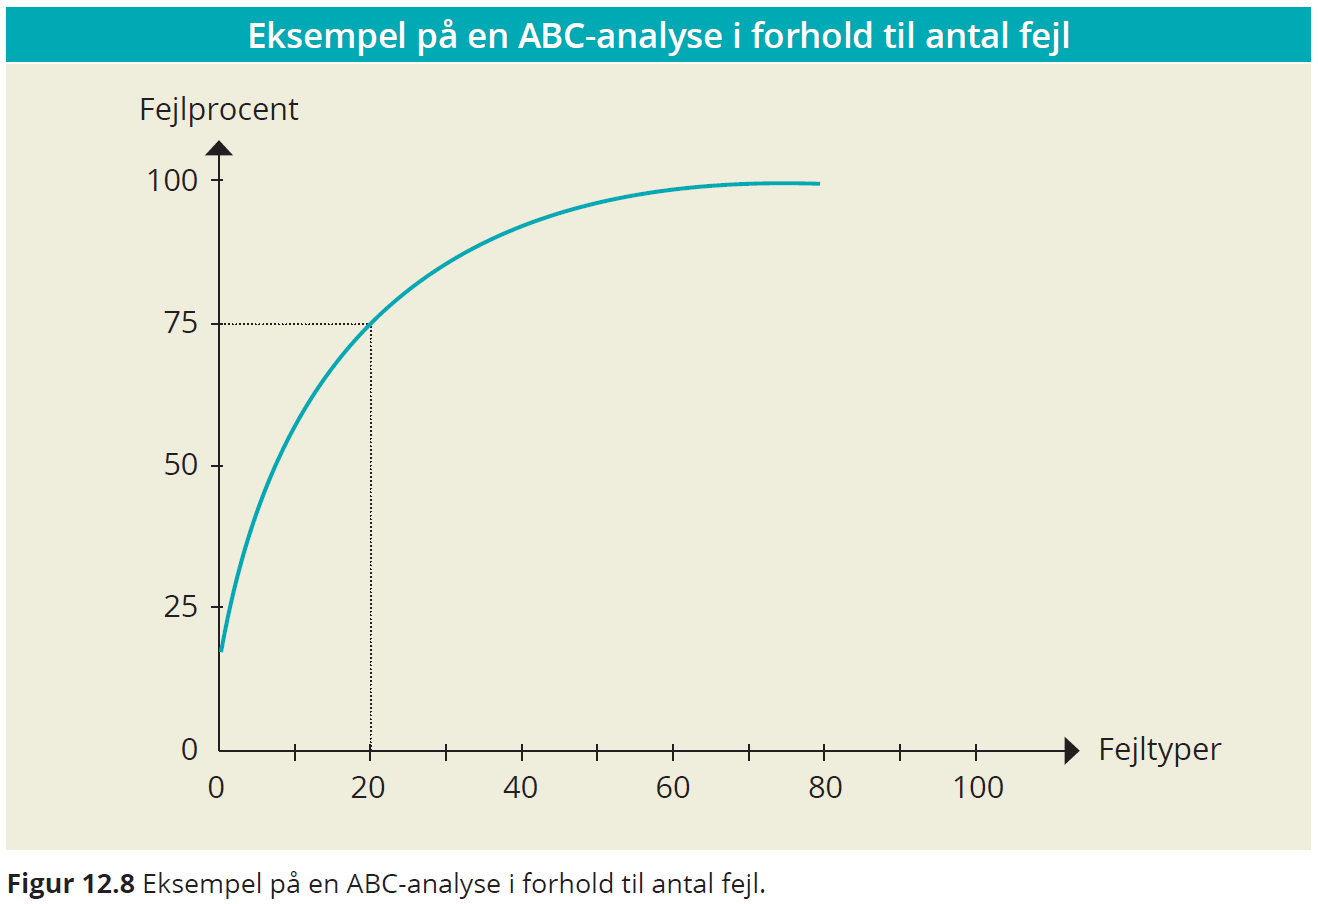 Eksempel på en ABC-analyse i forhold til antal fejl
Fejlprocent
100
75
50
25
0
0 20 40 60 80 100
Fejltyper
Figur 12.8 Eksempel på en ABC-analyse i forhold til antal fejl.